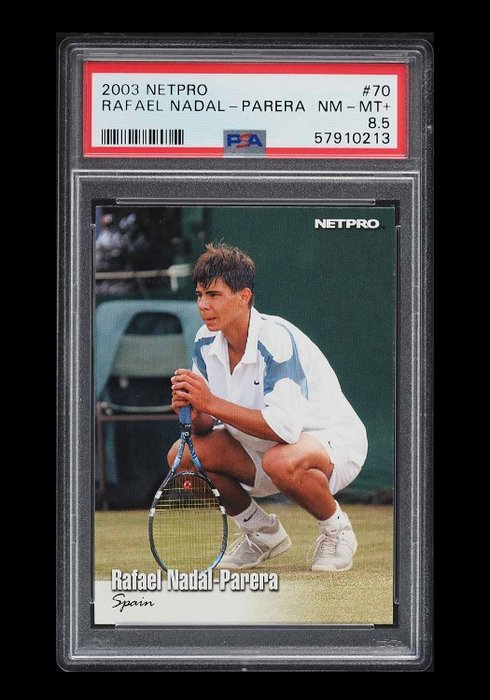 2003 NETPRO #70
RAFAEL NADAL-PARERA NM-MT+
8.5
PSA 57910213
NETPRO
Rafael Nadal-Parera
Spain